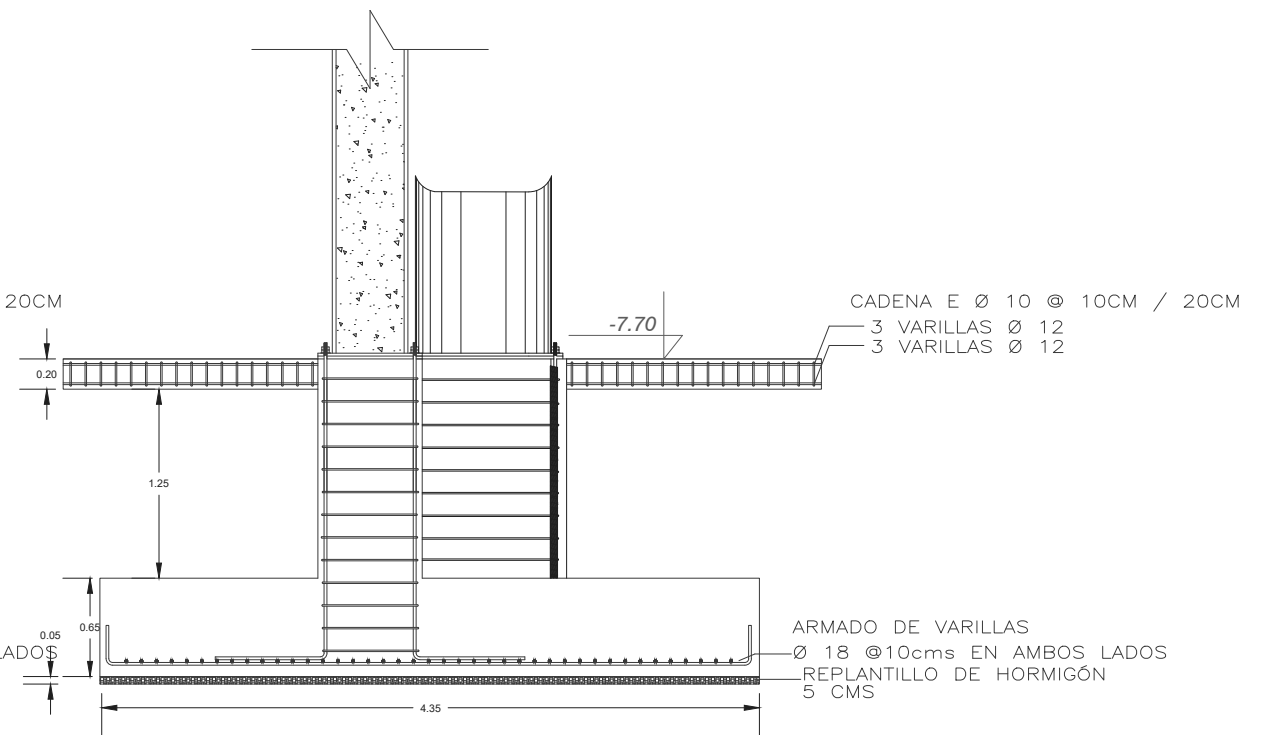 20CM
CADENA E Ø 10 @ 10CM / 20CM
-7.70
3 VARILLAS Ø 12
3 VARILLAS Ø 12
0.20
1.25
0.65
0.05
LADOS
ARMADO DE VARILLAS
Ø 18 @10cms EN AMBOS LADOS
REPLANTILLO DE HORMIGÓN
5 CMS
4.35